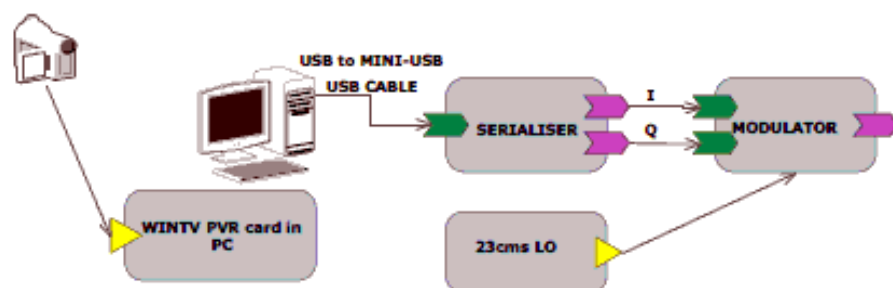 USB to MINI-USB
USB CABLE
I
Q
SERIALISER
MODULATOR
WINTV PVR card in
PC
23cms LO